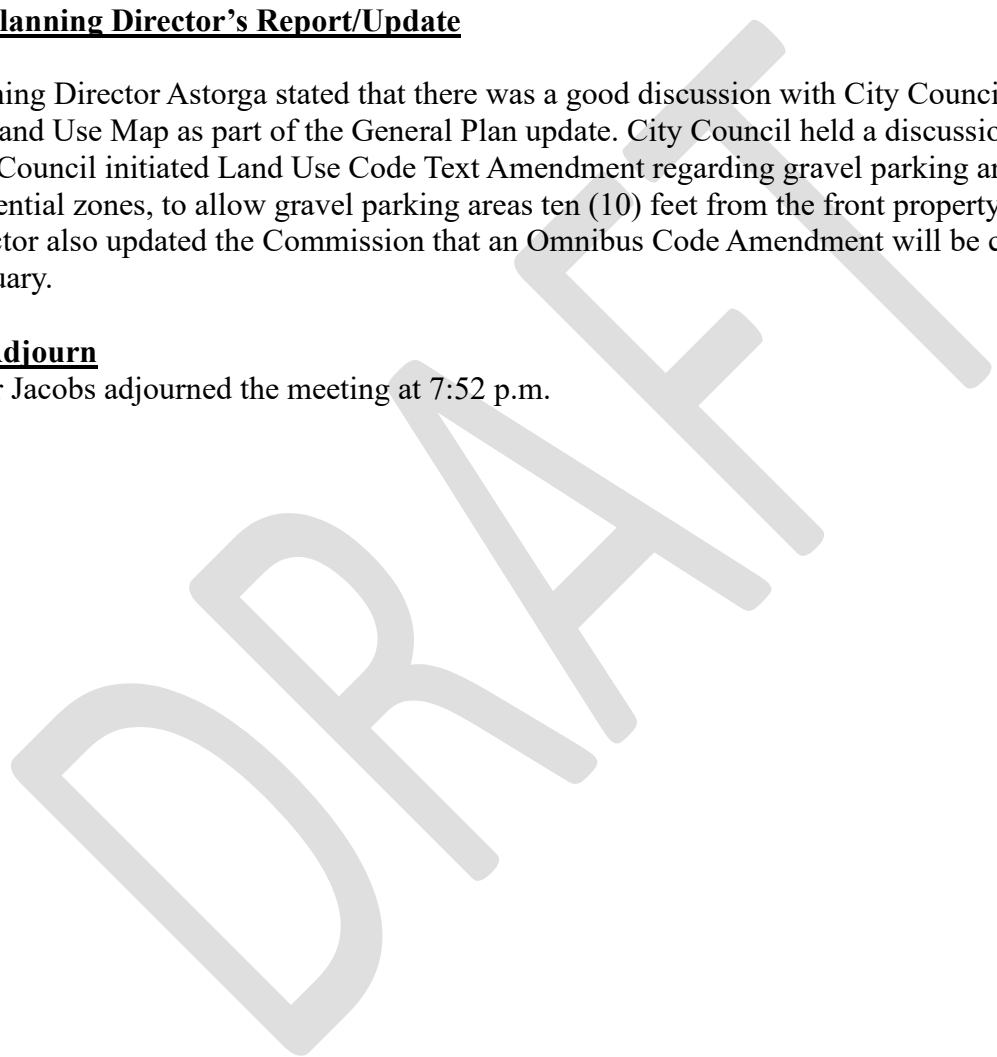 lanning Director's Report/Update
ning Director Astorga stated that there was a good discussion with City Counci
and Use Map as part of the General Plan update. City Council held a discussio
Council initiated Land Use Code Text Amendment regarding gravel parking ar
ential zones, to allow gravel parking areas ten (10) feet from the front property
ctor also updated the Commission that an Omnibus Code Amendment will be c
uary.
djourn
r Jacobs adjourned the meeting at 7:52 p.m.
DRAFT